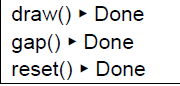 draw() ▸ Done
gap() ▸ Done
reset() ▸ Done